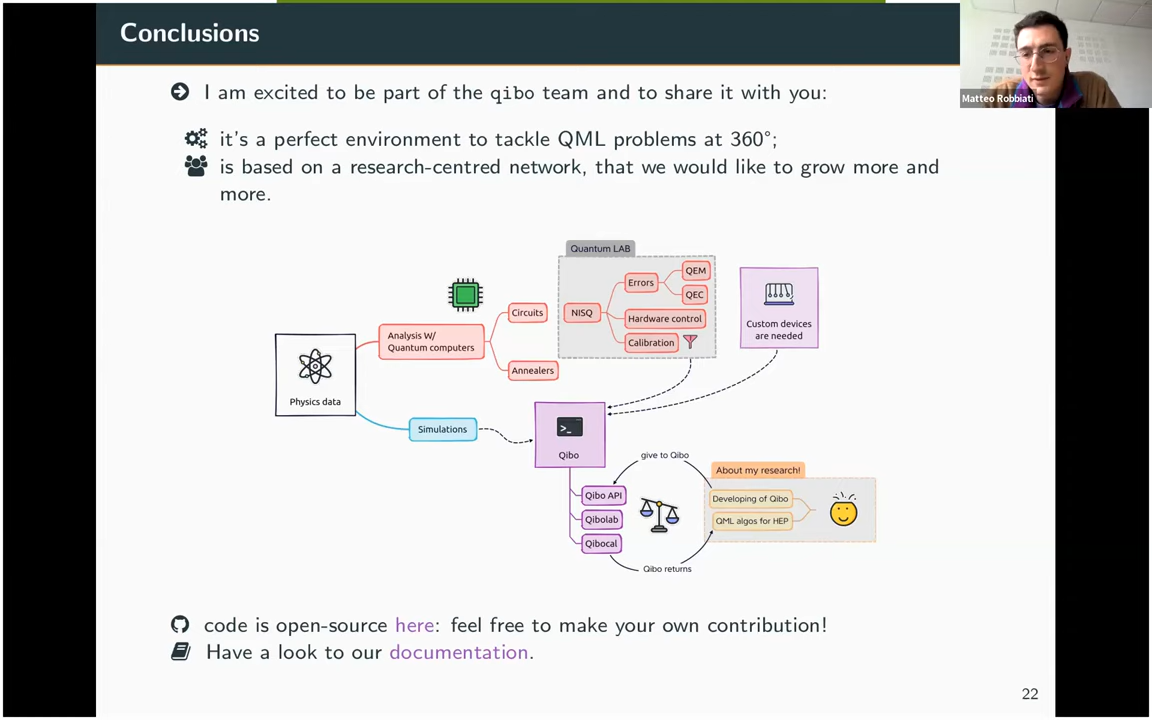 Conclusions
Matteo Robbiati
I am excited to be part of the qibo team and to share it with you:
it's a perfect environment to tackle QML problems at 360°;
is based on a research-centred network, that we would like to grow more and
more.
Quantum LAB
Errors
QEM
QEC
NISQ
Hardware control
Calibration
Custom devices
are needed
Circuits
Analysis W/
Quantum computers
Annealers
Physics data
Simulations
>_
Qibo
give to Qibo
About my research!
Qibo API
Developing of Qibo
Qibolab
QML algos for HEP
Qibocal
Qibo returns
code is open-source here: feel free to make your own contribution!
Have a look to our documentation.
22